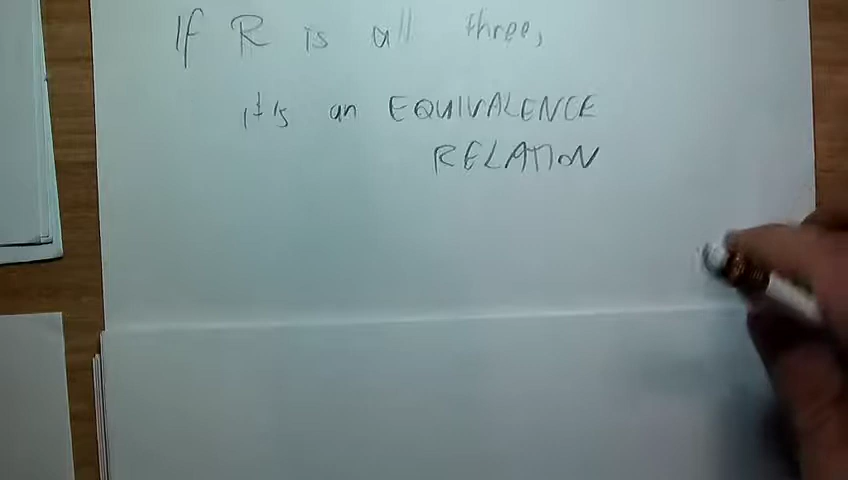 If R is all three,
it's an EQUIVALENCE
RELATION